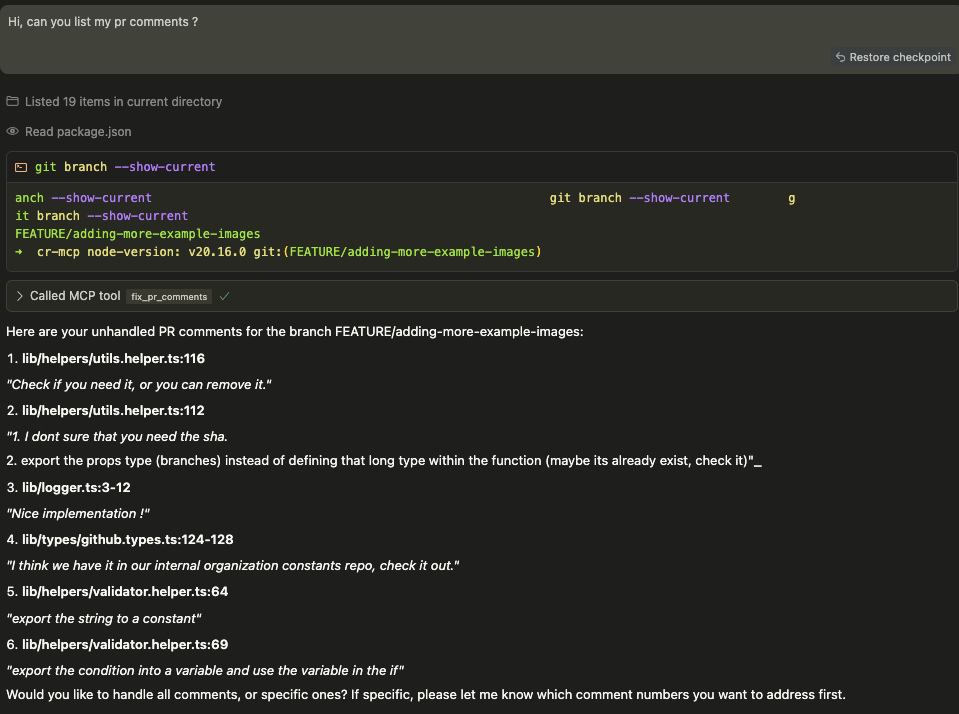 Hi, can you list my pr comments ?
Restore checkpoint
Listed 19 items in current directory
Read package.json
git branch --show-current
anch --show-current git branch --show-current g
it branch --show-current
FEATURE/adding-more-example-images
➜ cr-mcp node-version: v20.16.0 git:(FEATURE/adding-more-example-images)
Called MCP tool fix_pr_comments ✓
Here are your unhandled PR comments for the branch FEATURE/adding-more-example-images:
1. lib/helpers/utils.helper.ts:116
"Check if you need it, or you can remove it."
2. lib/helpers/utils.helper.ts:112
"1. I dont sure that you need the sha.
2. export the props type (branches) instead of defining that long type within the function (maybe its already exist, check it)"_
3. lib/logger.ts:3-12
"Nice implementation !"
4. lib/types/github.types.ts:124-128
"I think we have it in our internal organization constants repo, check it out."
5. lib/helpers/validator.helper.ts:64
"export the string to a constant"
6. lib/helpers/validator.helper.ts:69
"export the condition into a variable and use the variable in the if"
Would you like to handle all comments, or specific ones? If specific, please let me know which comment numbers you want to address first.